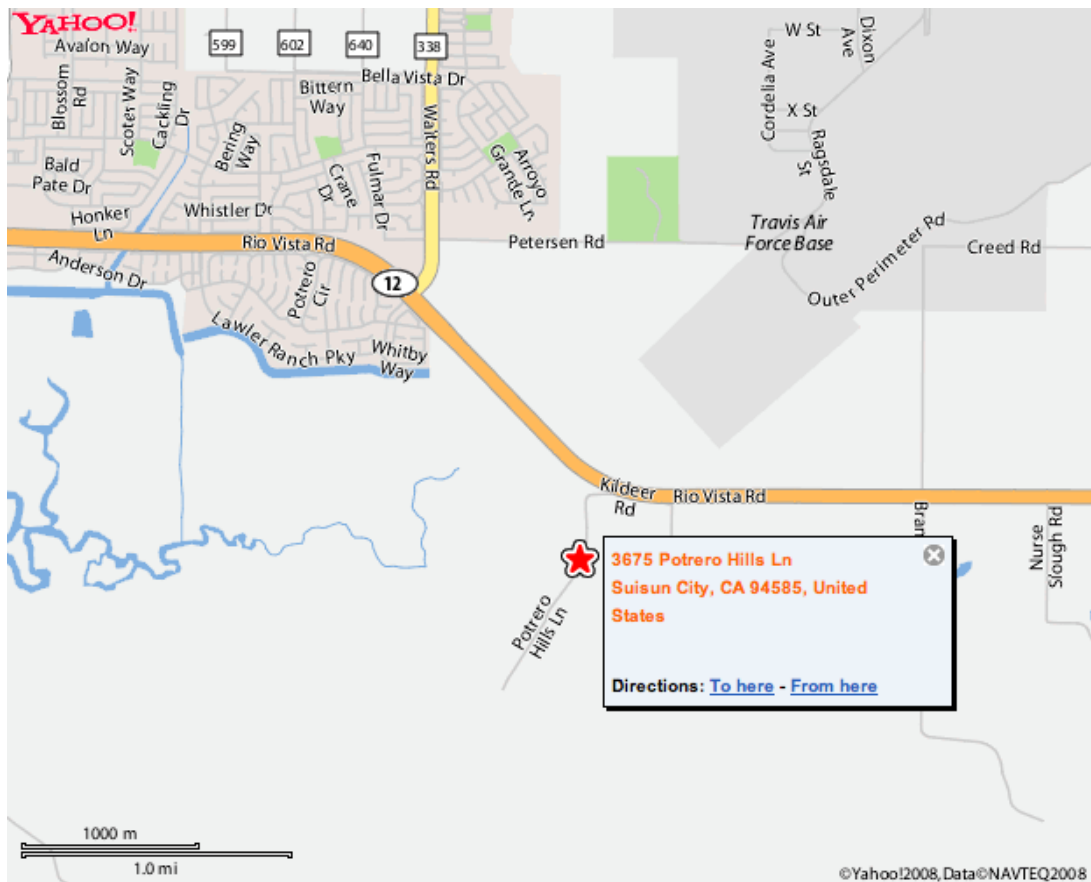 YAHOO!
Avalon Way
599
602
640
338
W St
Dixon
Ave
Blossom
Rd
Scoter Way
Cackling
Dr
Bella Vista Dr
Bittern
Way
Cordelia Ave
X St
Ragsdale
St
Bering
Way
Walters Rd
Bald
Pate Dr
Crane
Dr
Fulmar Dr
Arroyo
Grande Ln
Honker
Ln
Whistler Dr
Rio Vista Rd
Petersen Rd
Travis Air
Force Base
Outer Perimeter Rd
Creed Rd
Anderson Dr
Potrero
Cir
12
Lawler Ranch Pky
Whitby
Way
Kildeer
Rd
Rio Vista Rd
Bran
Nurse
Slough Rd
3675 Potrero Hills Ln
Suisun City, CA 94585, United
States
Directions: To here - From here
Potrero
Hills Ln
1000 m
1.0 mi
©Yahoo!2008,Data©NAVTEQ2008